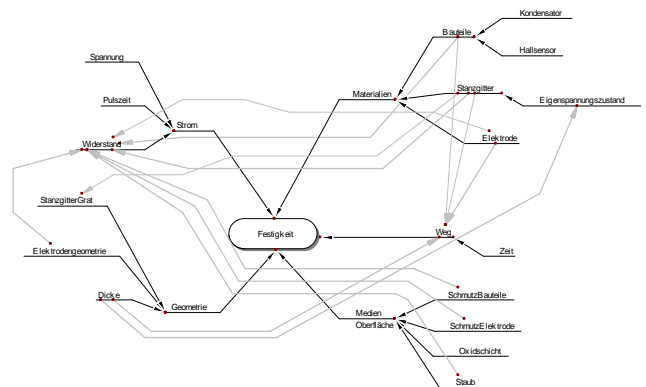 Kondensator
Bauteile
Hallsensor
Spannung
Pulszeit
Materialien
Stanzgitter
Eigenspannungszustand
Strom
Widerstand
Elektrode
StanzgitterGrat
Festigkeit
Weg
Elektrodengeometrie
Zeit
Dicke
Geometrie
SchmutzBauteile
Medien
Oberfläche
SchmutzElektrode
Oxidschicht
Staub